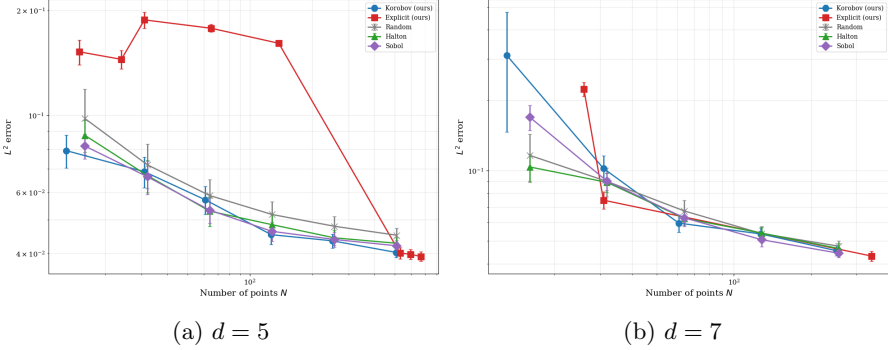 2 × 10⁻¹
10⁻¹
6 × 10⁻²
4 × 10⁻²
L² error
10²
Number of points N
Korobov (ours)
Explicit (ours)
Random
Halton
Sobol
(a) d = 5
10⁻¹
L² error
10²
Number of points N
Korobov (ours)
Explicit (ours)
Random
Halton
Sobol
(b) d = 7